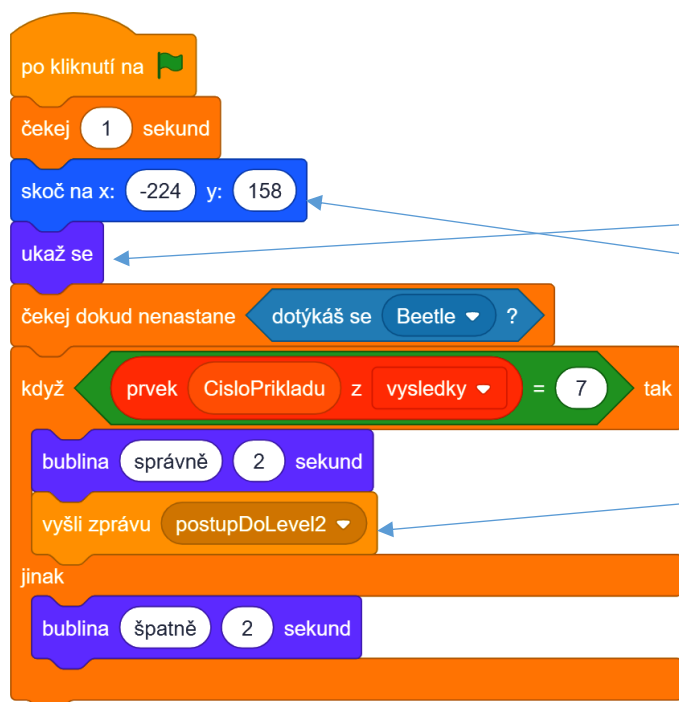 po kliknutí na
čekej 1 sekund
skoč na x: -224 y: 158
ukaž se
čekej dokud nenastane dotýkáš se Beetle ?
když prvek CisloPrikladu z vysledky = 7 tak
bublina správně 2 sekund
vyšli zprávu postupDoLevel2
jinak
bublina špatně 2 sekund